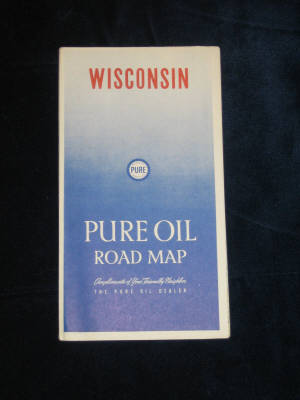 WISCONSIN
PURE
PURE OIL
ROAD MAP
Compliments of Your Friendly Neighbor
THE PURE OIL DEALER